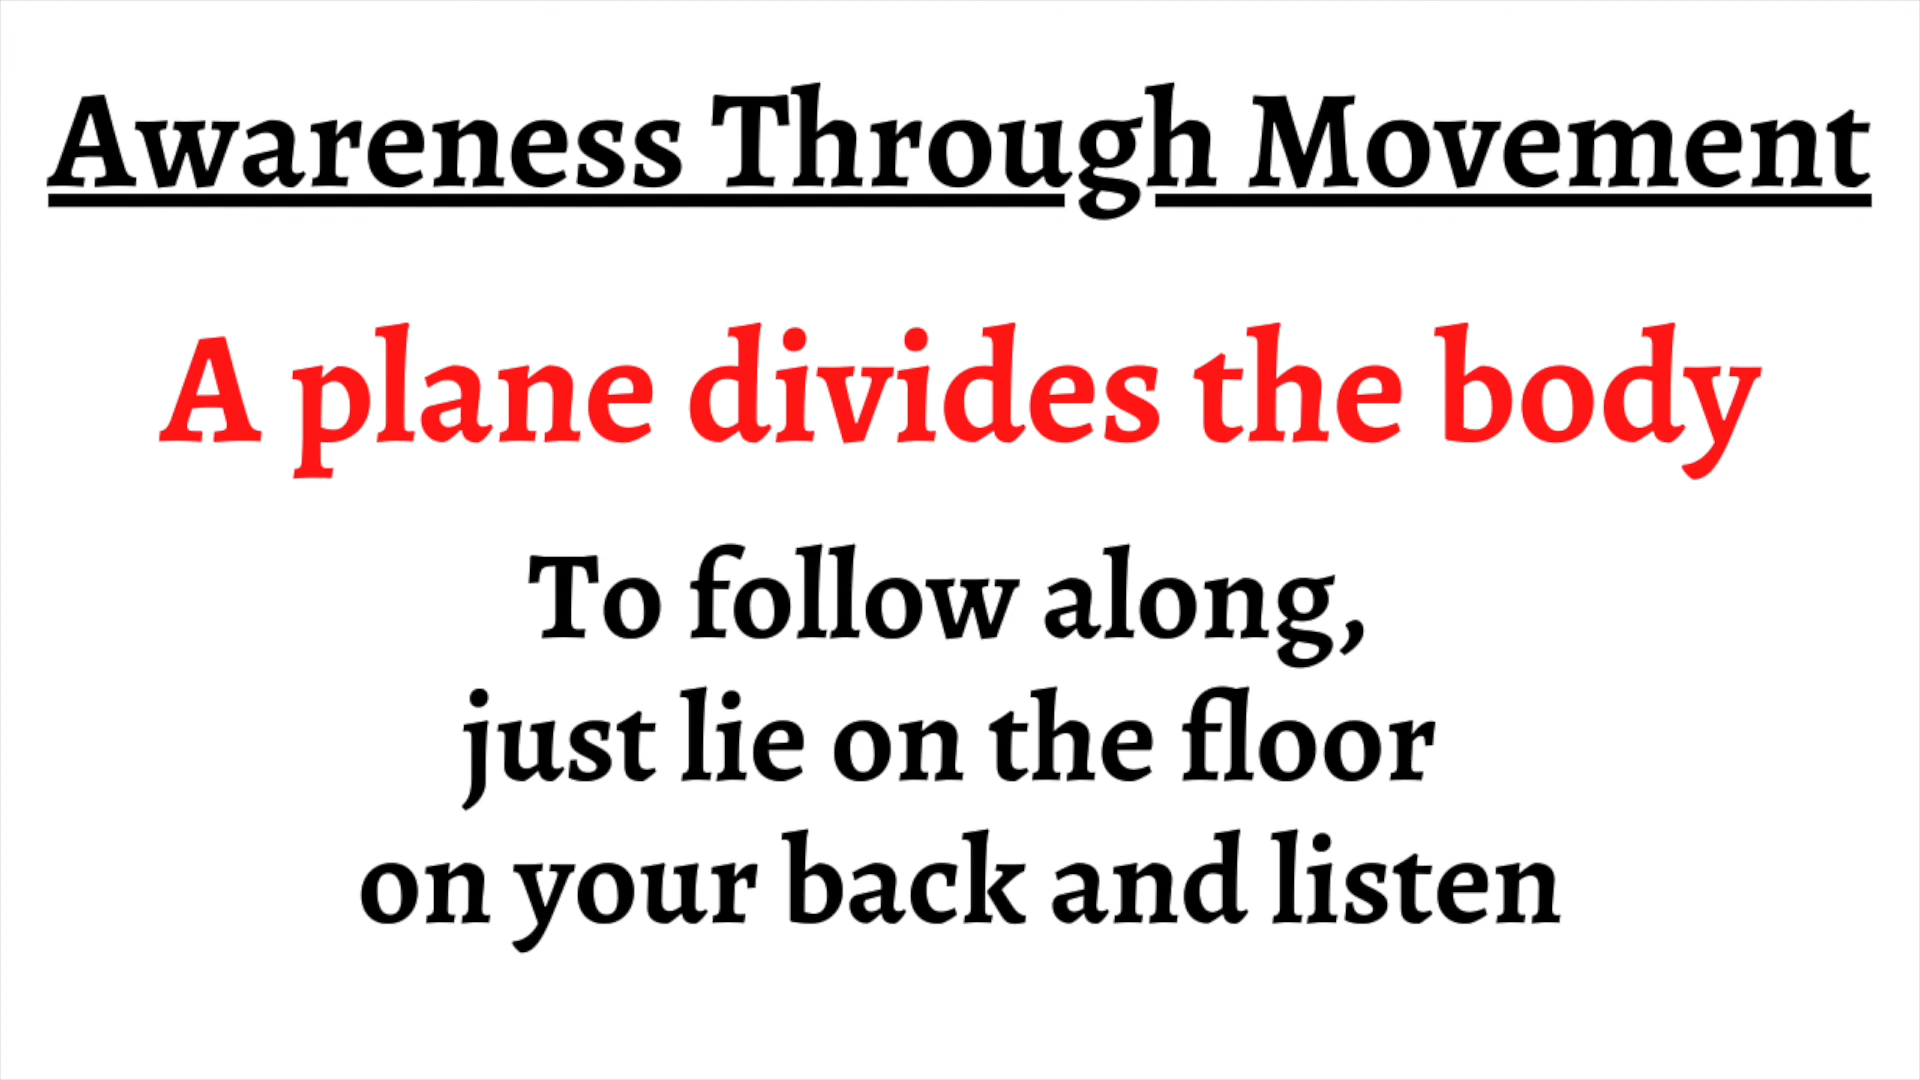 Awareness Through Movement
A plane divides the body
To follow along,
just lie on the floor
on your back and listen